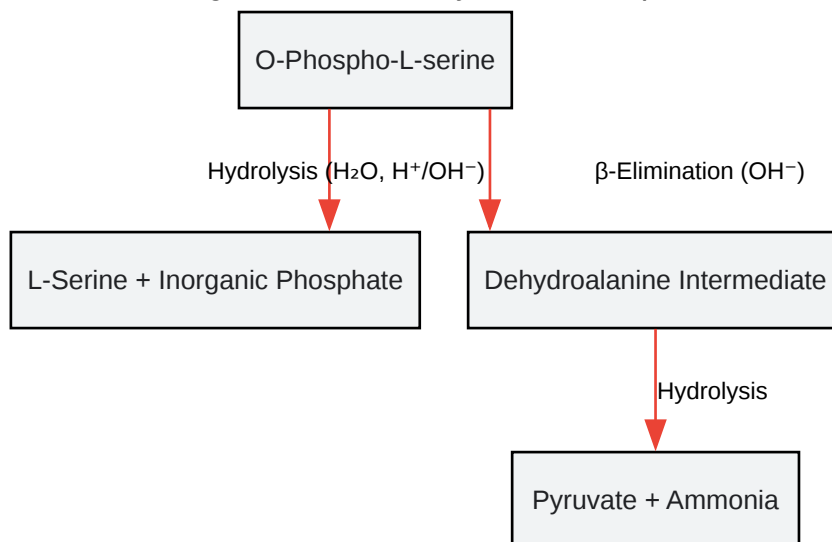 O-Phospho-L-serine
Hydrolysis (H₂O, H⁺/OH⁻)
β-Elimination (OH⁻)
L-Serine + Inorganic Phosphate
Dehydroalanine Intermediate
Hydrolysis
Pyruvate + Ammonia